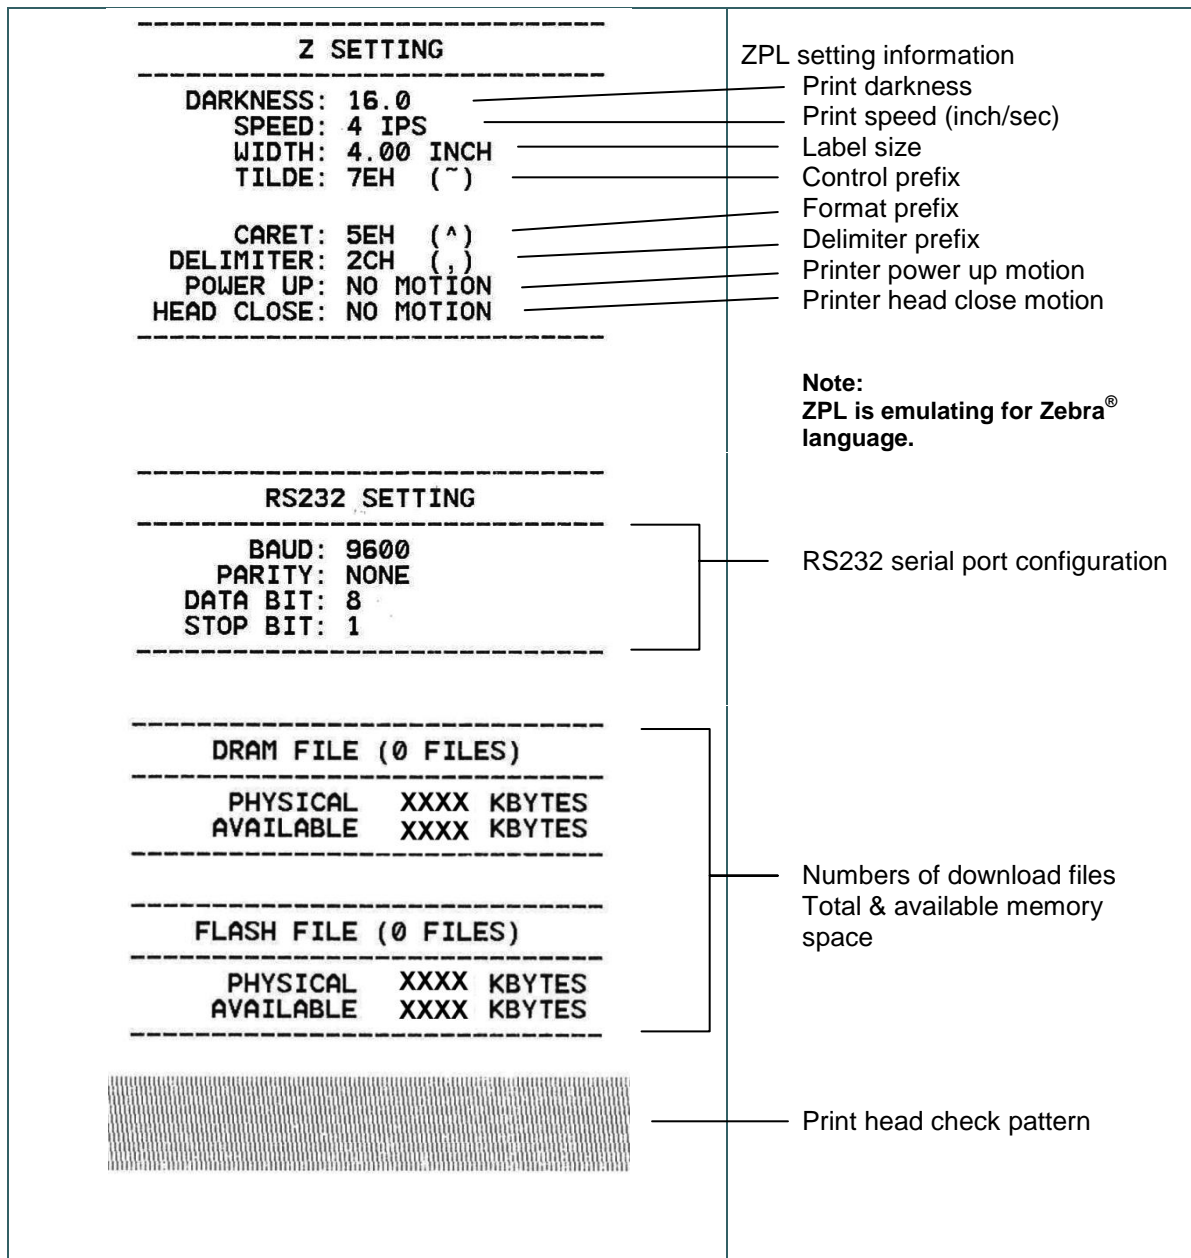 Z SETTING
DARKNESS: 16.0
SPEED: 4 IPS
WIDTH: 4.00 INCH
TILDE: 7EH (~)
CARET: 5EH (^)
DELIMITER: 2CH (,)
POWER UP: NO MOTION
HEAD CLOSE: NO MOTION
ZPL setting information
Print darkness
Print speed (inch/sec)
Label size
Control prefix
Format prefix
Delimiter prefix
Printer power up motion
Printer head close motion
Note:
ZPL is emulating for Zebra®
language.
RS232 SETTING
BAUD: 9600
PARITY: NONE
DATA BIT: 8
STOP BIT: 1
RS232 serial port configuration
DRAM FILE (0 FILES)
PHYSICAL XXXX KBYTES
AVAILABLE XXXX KBYTES
FLASH FILE (0 FILES)
PHYSICAL XXXX KBYTES
AVAILABLE XXXX KBYTES
Numbers of download files
Total & available memory
space
Print head check pattern